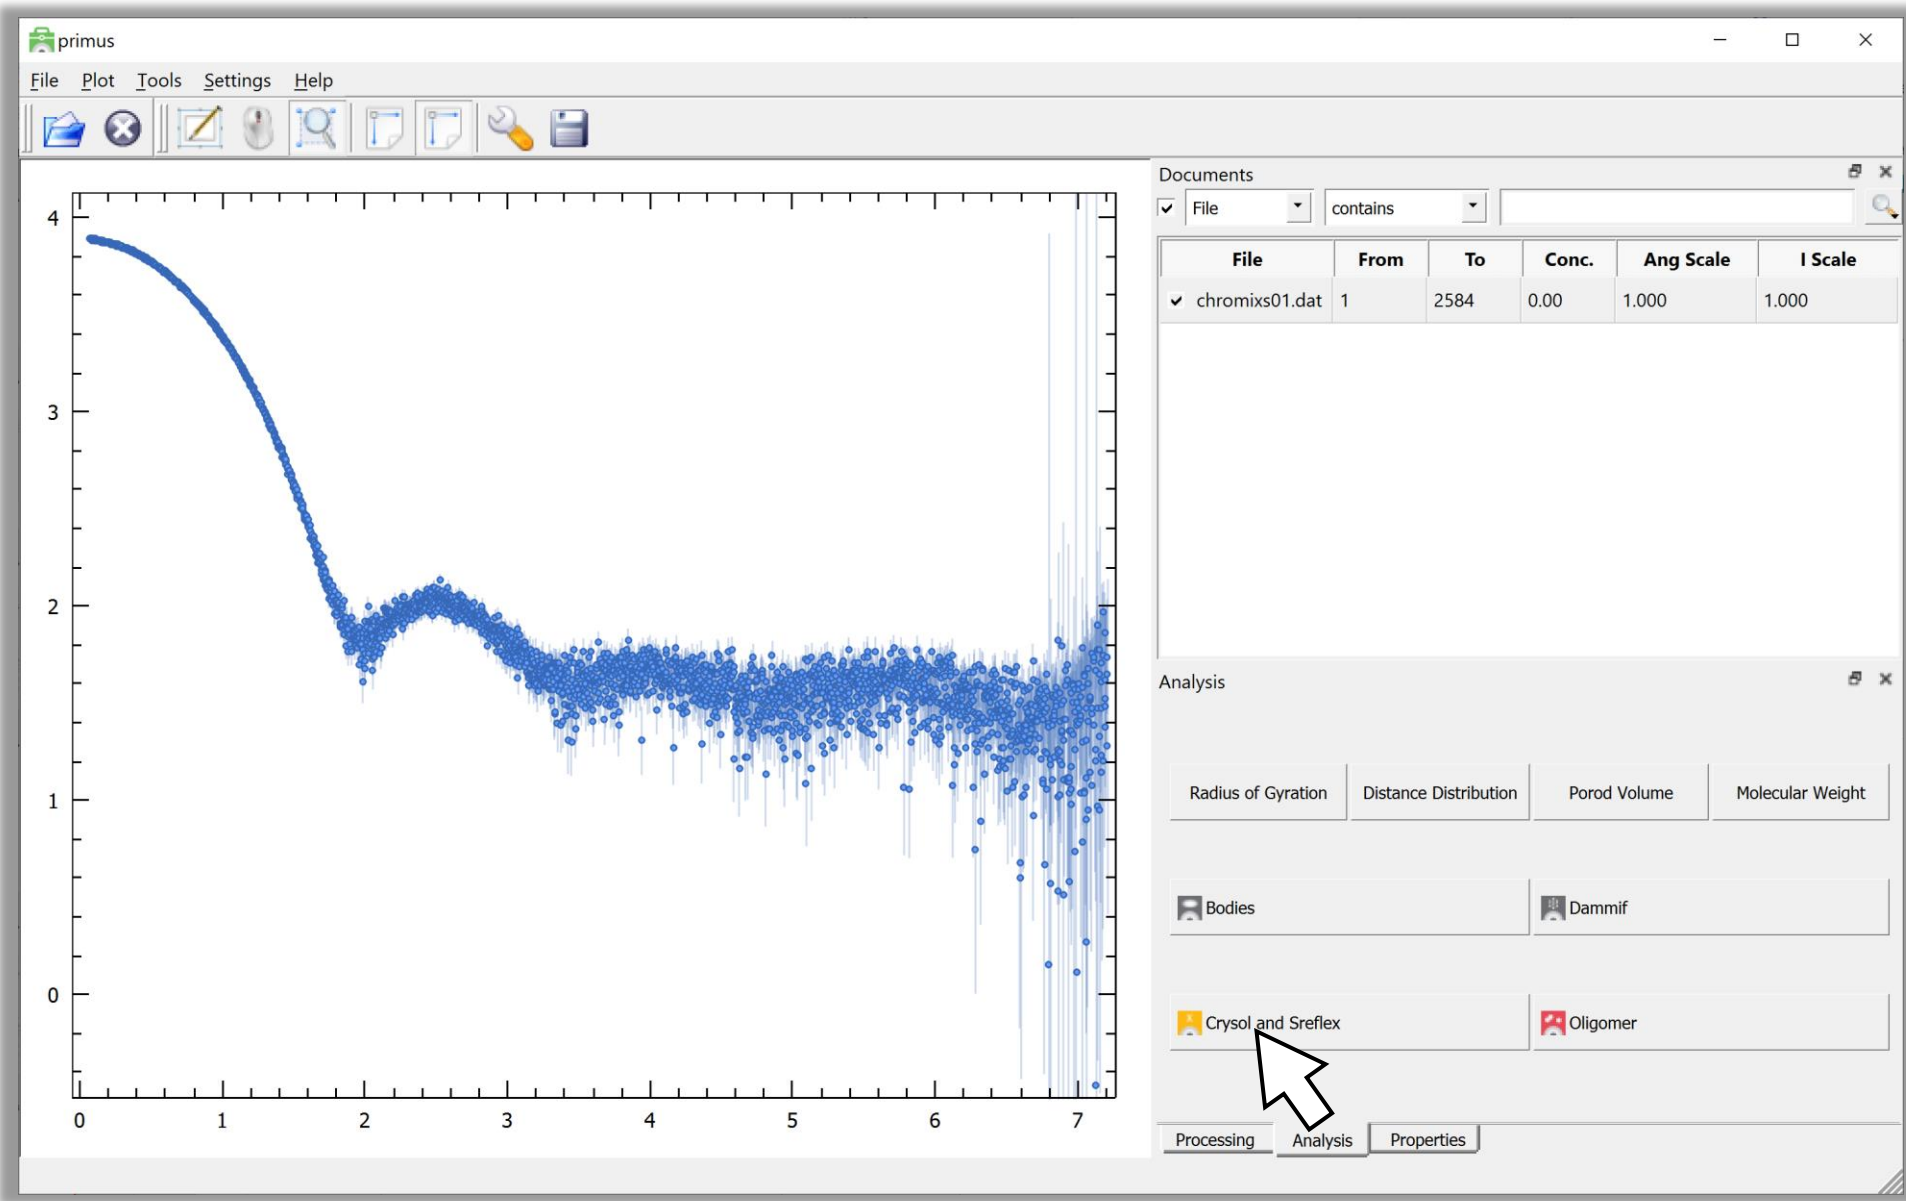 primus
File Plot Tools Settings Help
Documents
File contains
File From To Conc. Ang Scale I Scale
chromixs01.dat 1 2584 0.00 1.000 1.000
4
3
2
1
0
0 1 2 3 4 5 6 7
Analysis
Radius of Gyration Distance Distribution Porod Volume Molecular Weight
Bodies Dammif
Crysol and Sreflex Oligomer
Processing Analysis Properties